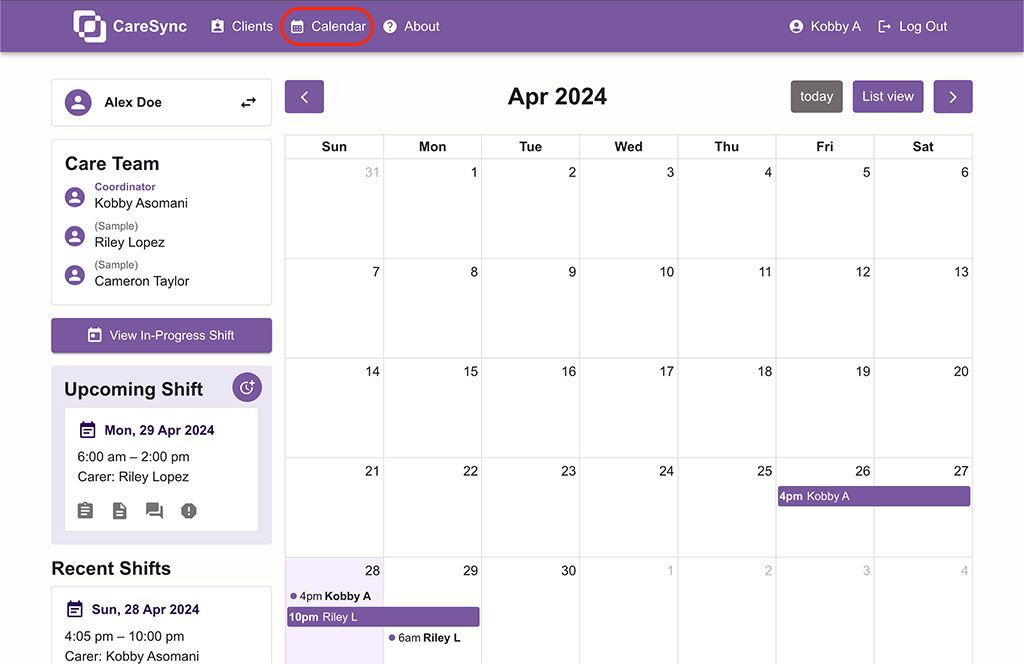 CareSync Clients Calendar About Kobby A Log Out
Alex Doe
Care Team
Coordinator
Kobby Asomani
(Sample)
Riley Lopez
(Sample)
Cameron Taylor
View In-Progress Shift
Upcoming Shift
Mon, 29 Apr 2024
6:00 am – 2:00 pm
Carer: Riley Lopez
Recent Shifts
Sun, 28 Apr 2024
4:05 pm – 10:00 pm
Carer: Kobby Asomani
Apr 2024 today List view
Sun Mon Tue Wed Thu Fri Sat
31 1 2 3 4 5 6
7 8 9 10 11 12 13
14 15 16 17 18 19 20
21 22 23 24 25 26 27
4pm Kobby A
28 29 30 1 2 3 4
4pm Kobby A
10pm Riley L
6am Riley L